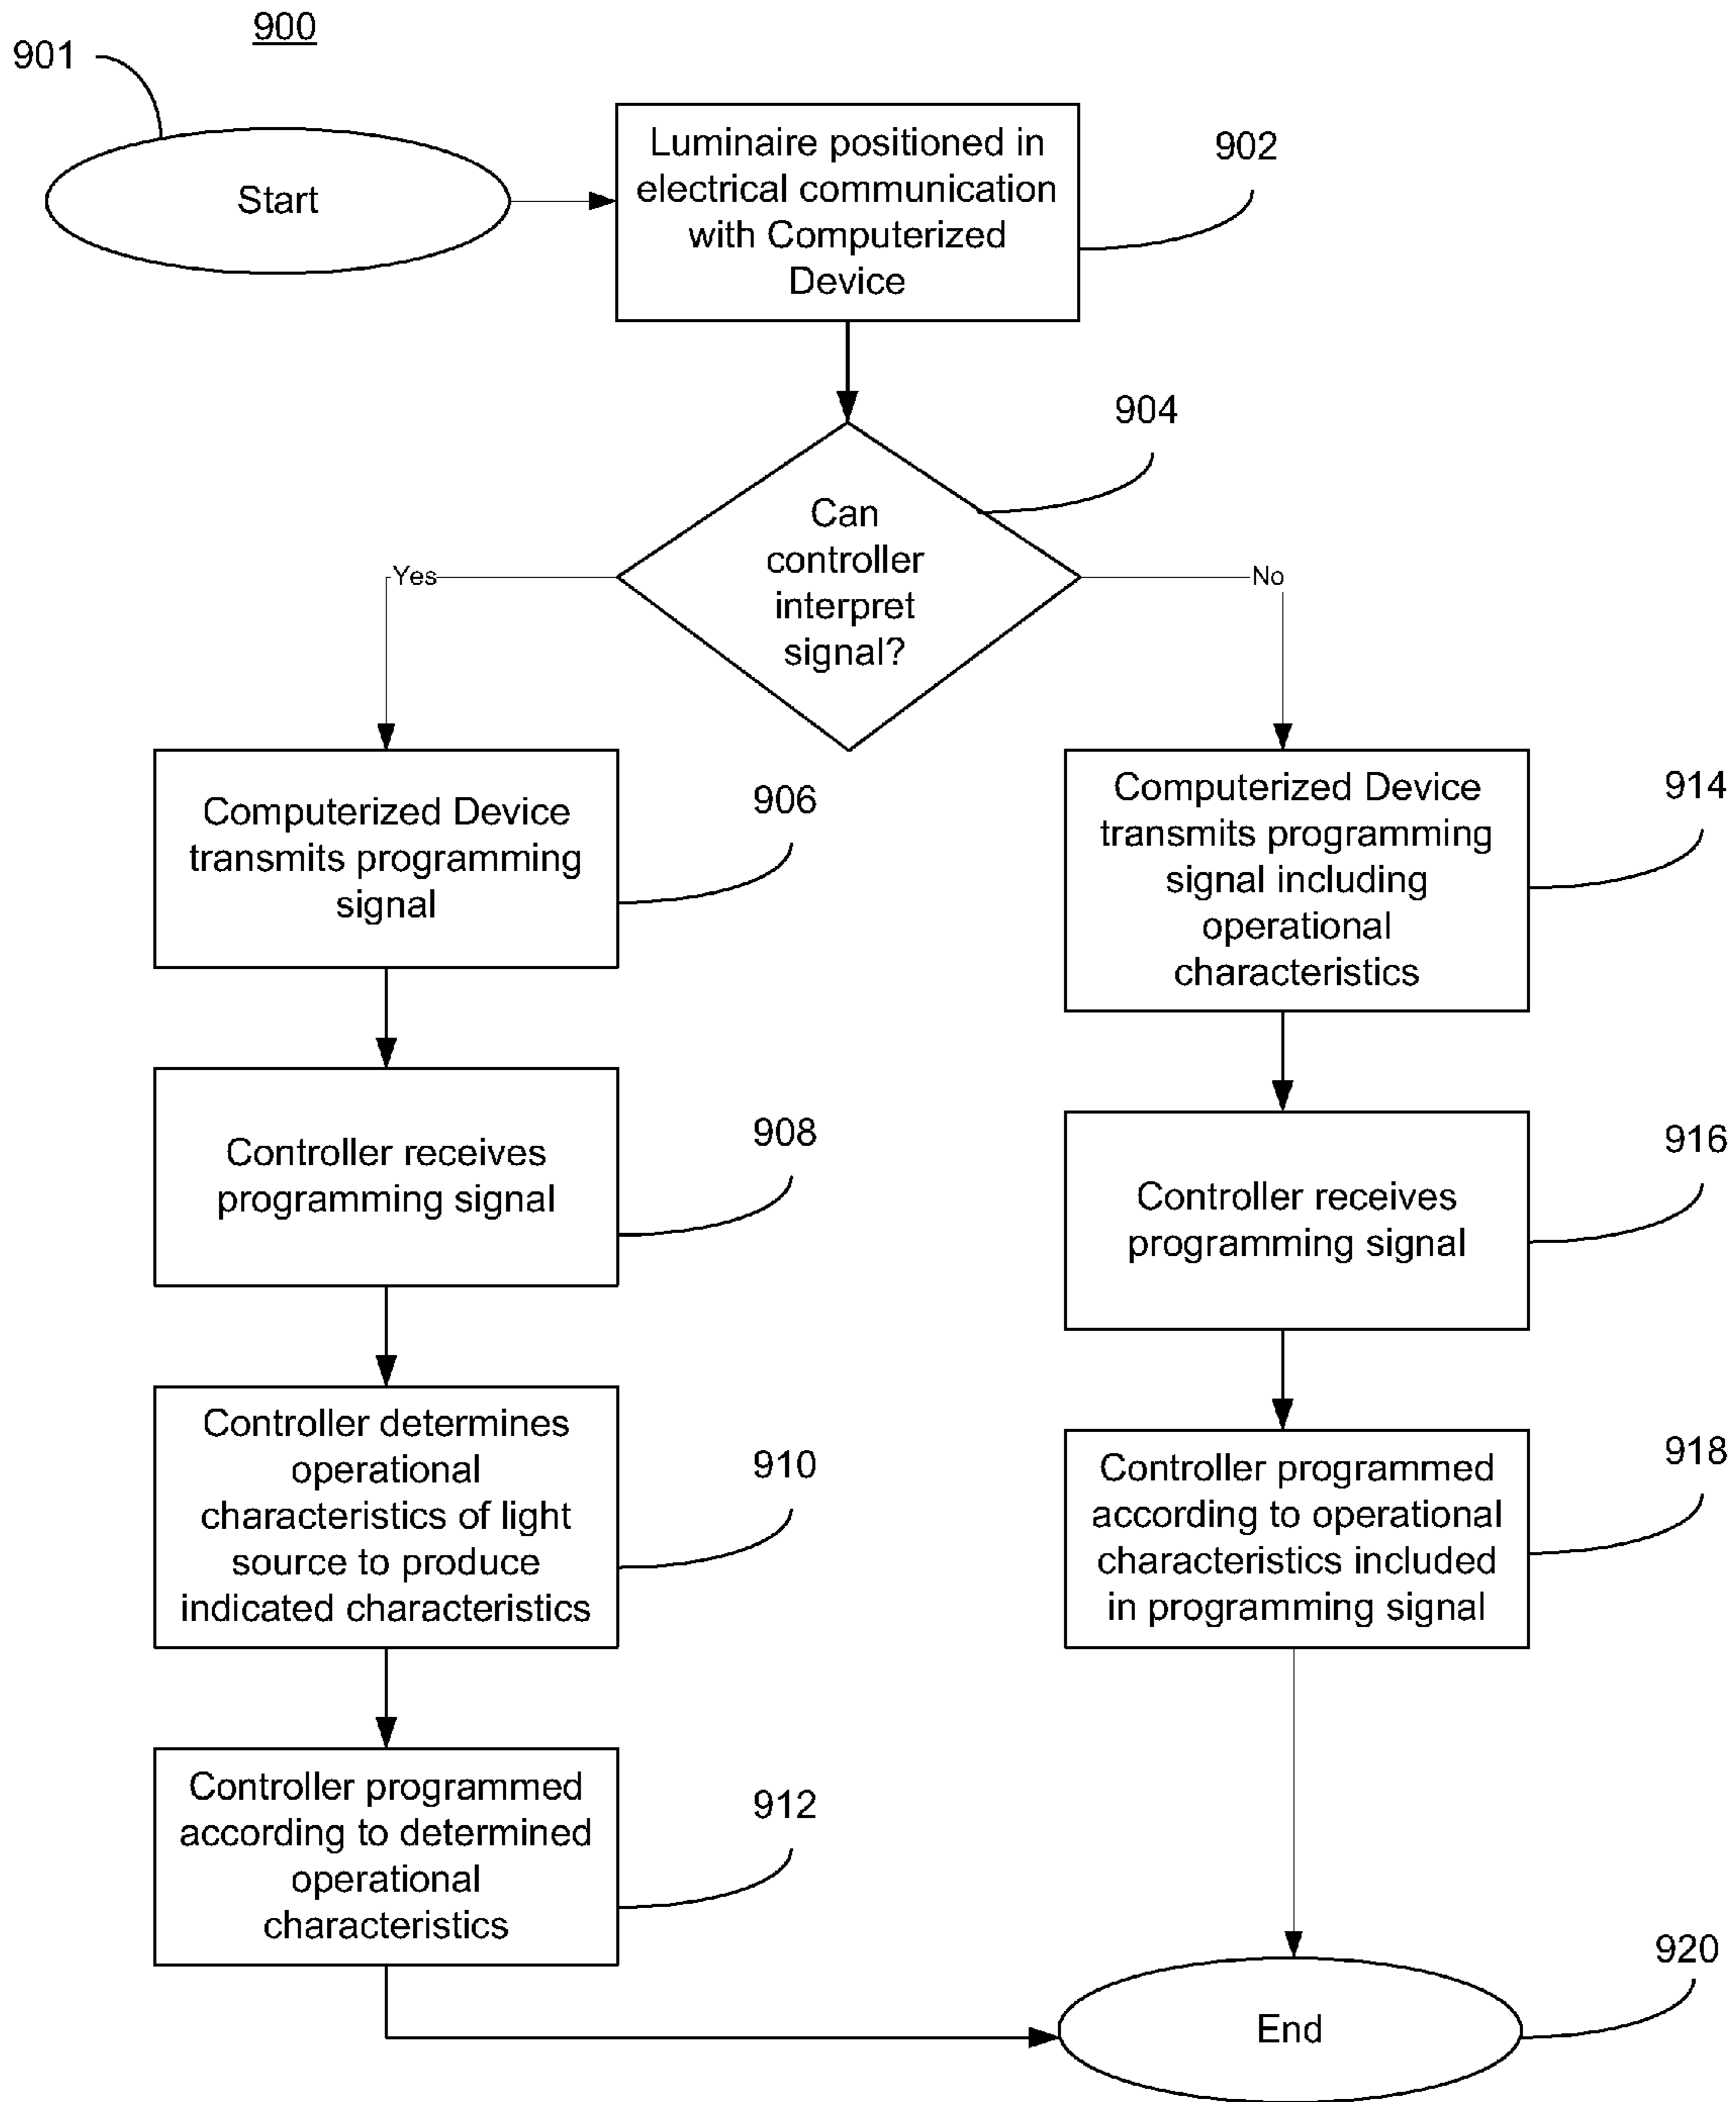 900
901
Start
Luminaire positioned in
electrical communication
with Computerized
Device
902
904
Can
controller
interpret
signal?
Yes
No
Computerized Device
transmits programming
signal
906
Computerized Device
transmits programming
signal including
operational
characteristics
914
Controller receives
programming signal
908
Controller receives
programming signal
916
Controller determines
operational
characteristics of light
source to produce
indicated characteristics
910
Controller programmed
according to operational
characteristics included
in programming signal
918
Controller programmed
according to determined
operational
characteristics
912
End
920